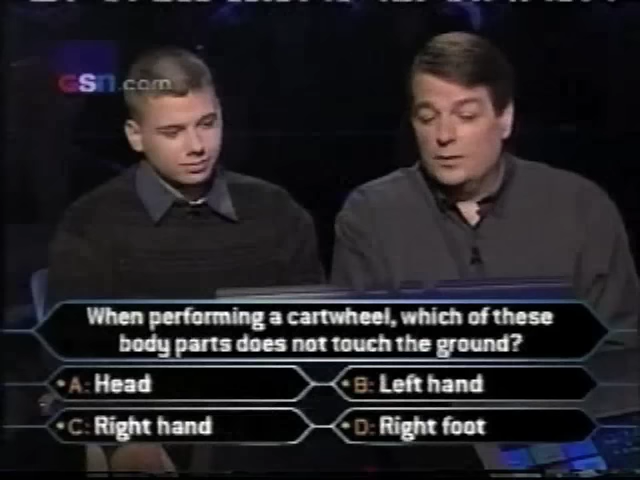 GSN.com
When performing a cartwheel, which of these
body parts does not touch the ground?
A: Head
B: Left hand
C: Right hand
D: Right foot